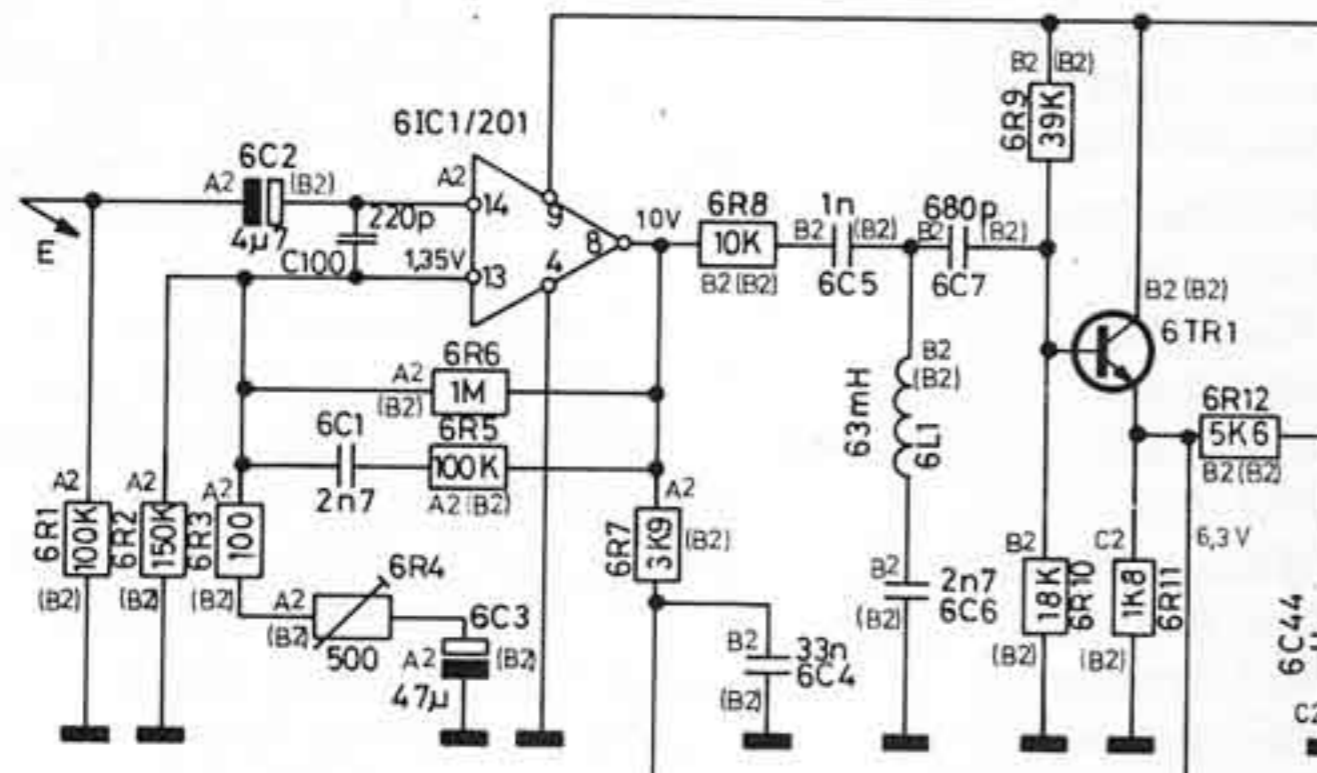 6IC1/201
6C2
A2
(B2)
4µ7
E
220p
C100
1,35V
A2
14
13
9
4
8
10V
6R8
10K
B2(B2)
1n
B2
(B2)
6C5
680p
B2
(B2)
6C7
B2
(B2)
6R9
39K
B2(B2)
6TR1
6R12
5K6
B2(B2)
6,3V
63mH
B2
(B2)
6L1
B2
2n7
6C6
(B2)
A2
6R6
1M
(B2)
6C1
2n7
6R5
100K
A2(B2)
A2
6R1
100K
(B2)
A2
6R2
150K
(B2)
A2
6R3
100
(B2)
6R4
A2
(B2)
500
6C3
A2
(B2)
47µ
A2
6R7
3K9
(B2)
B2
33n
6C4
(B2)
B2
18K
6R10
(B2)
C2
1K8
6R11
(B2)
6C44